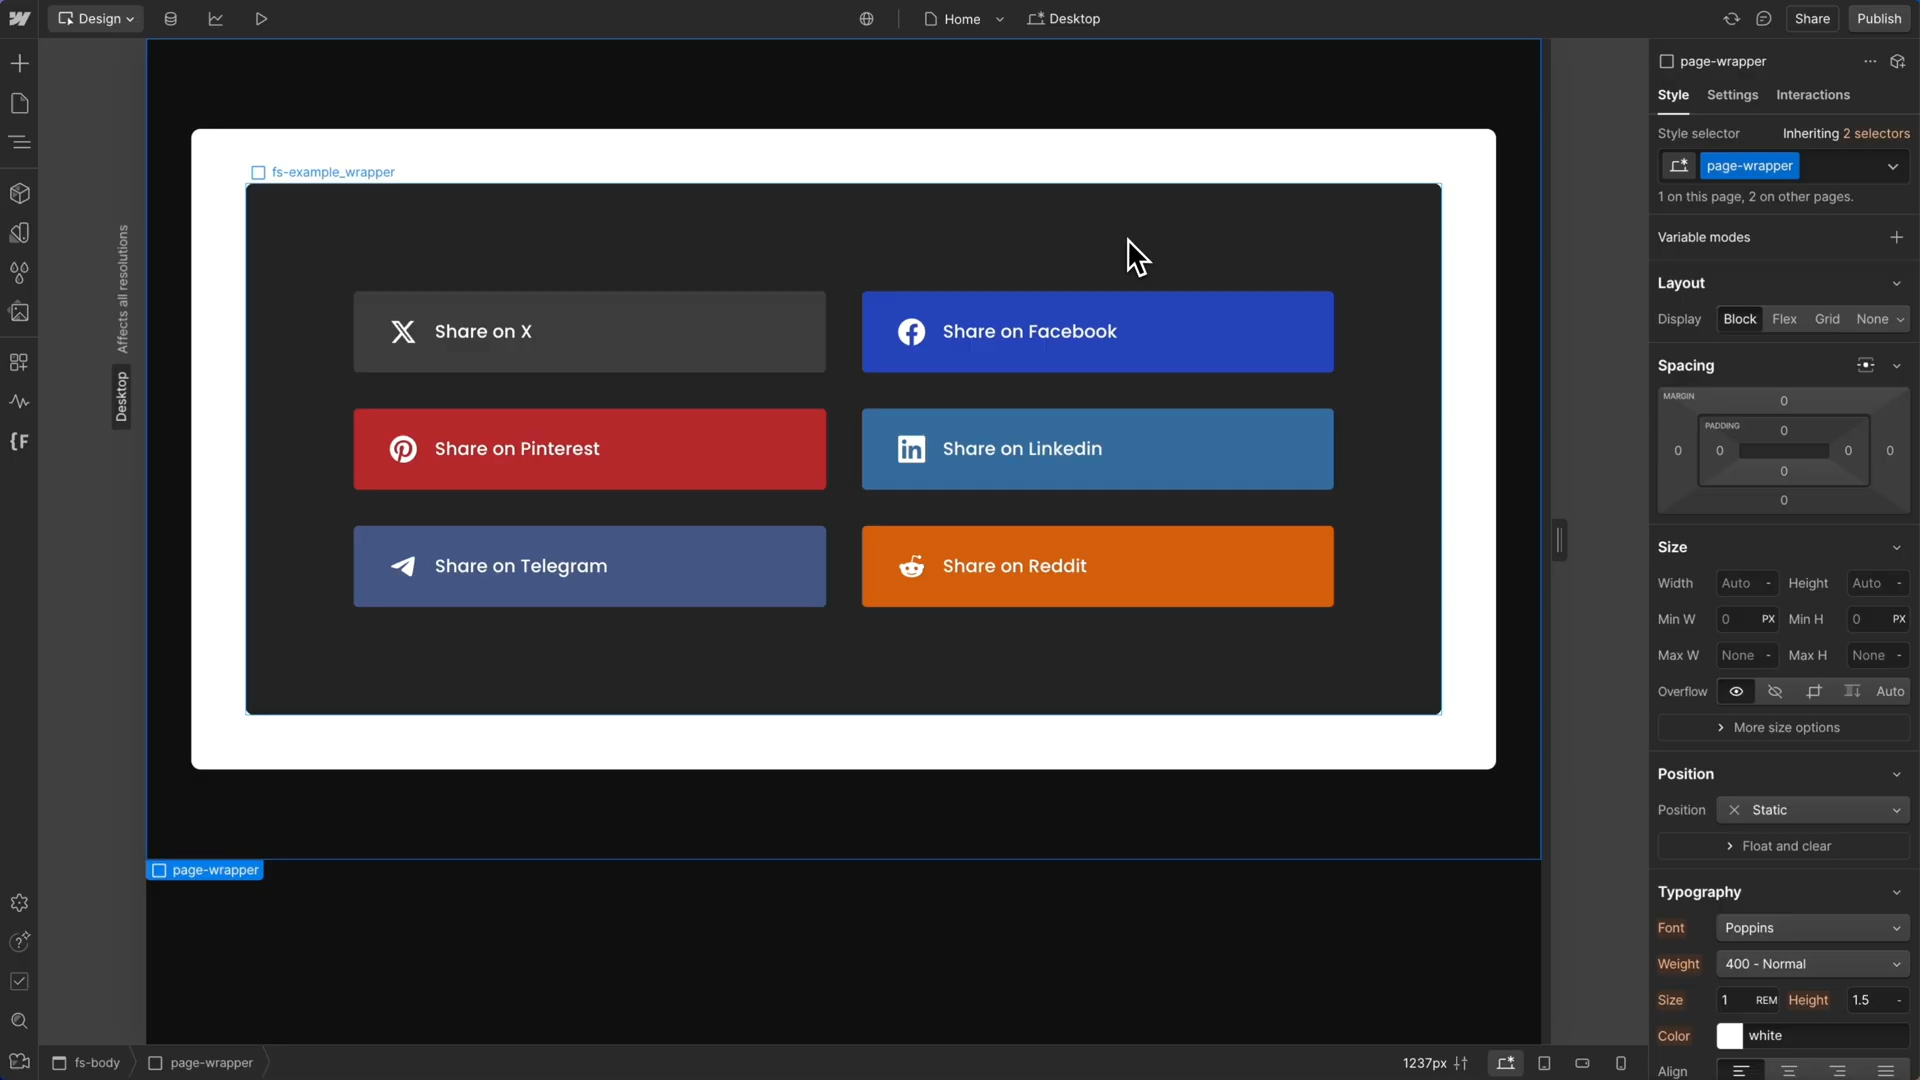 Design
Home
Desktop
Share
Publish
page-wrapper
Style
Settings
Interactions
Style selector
Inheriting 2 selectors
page-wrapper
1 on this page, 2 on other pages.
Variable modes
Layout
Display
Block
Flex
Grid
None
Spacing
MARGIN
0
PADDING
0
0
0
0
0
0
0
Size
Width
Auto
-
Height
Auto
-
Min W
0
PX
Min H
0
PX
Max W
None
-
Max H
None
-
Overflow
Auto
More size options
Position
Position
Static
Float and clear
Typography
Font
Poppins
Weight
400 - Normal
Size
1
REM
Height
1.5
-
Color
white
Align
Affects all resolutions
Desktop
fs-example_wrapper
Share on X
Share on Facebook
Share on Pinterest
Share on Linkedin
Share on Telegram
Share on Reddit
page-wrapper
fs-body
page-wrapper
1237px